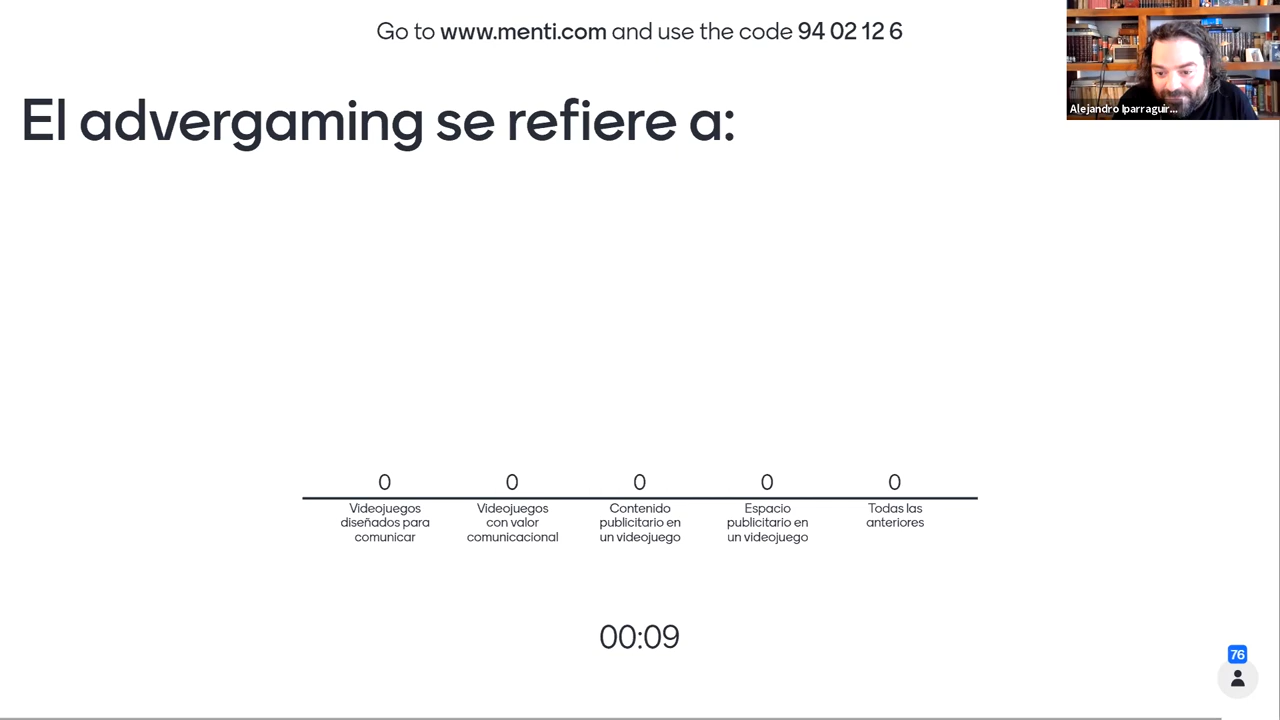 Go to www.menti.com and use the code 94 02 12 6
Alejandro Iparraguir...
El advergaming se refiere a:
0 0 0 0 0
Videojuegos
diseñados para
comunicar
Videojuegos
con valor
comunicacional
Contenido
publicitario en
un videojuego
Espacio
publicitario en
un videojuego
Todas las
anteriores
00:09
76